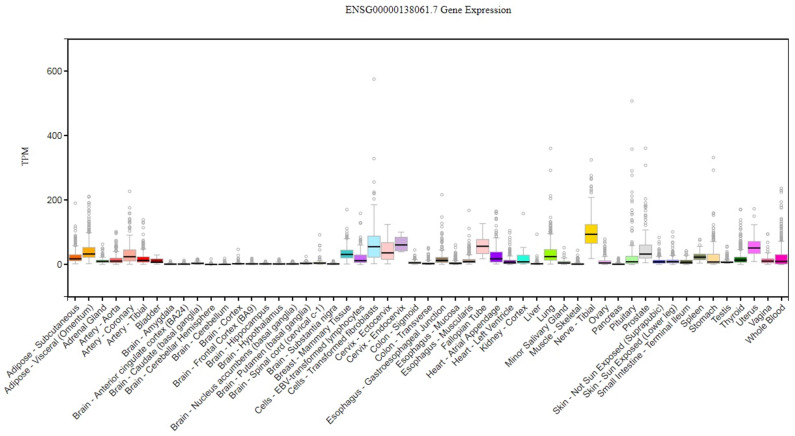 ENSG00000138061.7 Gene Expression
600
400
200
0
TPM
Adipose - Subcutaneous
Adipose - Visceral (Omentum)
Adrenal Gland
Artery - Aorta
Artery - Coronary
Artery - Tibial
Bladder
Brain - Amygdala
Brain - Anterior cingulate cortex (BA24)
Brain - Caudate (basal ganglia)
Brain - Cerebellar Hemisphere
Brain - Cerebellum
Brain - Cortex
Brain - Frontal Cortex (BA9)
Brain - Hippocampus
Brain - Hypothalamus
Brain - Nucleus accumbens (basal ganglia)
Brain - Putamen (basal ganglia)
Brain - Spinal cord (cervical c-1)
Brain - Substantia nigra
Breast - Mammary Tissue
Cells - EBV-transformed lymphocytes
Cells - Transformed fibroblasts
Cervix - Ectocervix
Cervix - Endocervix
Colon - Sigmoid
Colon - Transverse
Esophagus - Gastroesophageal Junction
Esophagus - Mucosa
Esophagus - Muscularis
Fallopian Tube
Heart - Atrial Appendage
Heart - Left Ventricle
Kidney - Cortex
Liver
Lung
Minor Salivary Gland
Muscle - Skeletal
Nerve - Tibial
Ovary
Pancreas
Pituitary
Prostate
Skin - Not Sun Exposed (Suprapubic)
Skin - Sun Exposed (Lower leg)
Small Intestine - Terminal Ileum
Spleen
Stomach
Testis
Thyroid
Uterus
Vagina
Whole Blood